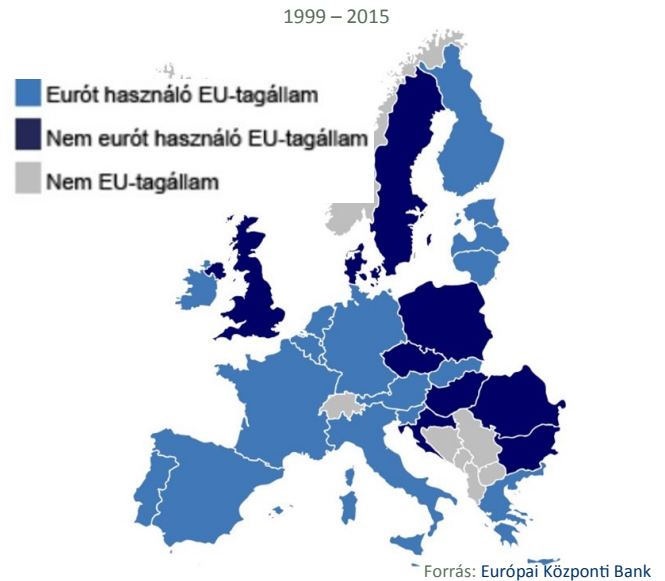 1999 – 2015
Eurót használó EU-tagállam
Nem eurót használó EU-tagállam
Nem EU-tagállam
Forrás: Európai Központi Bank